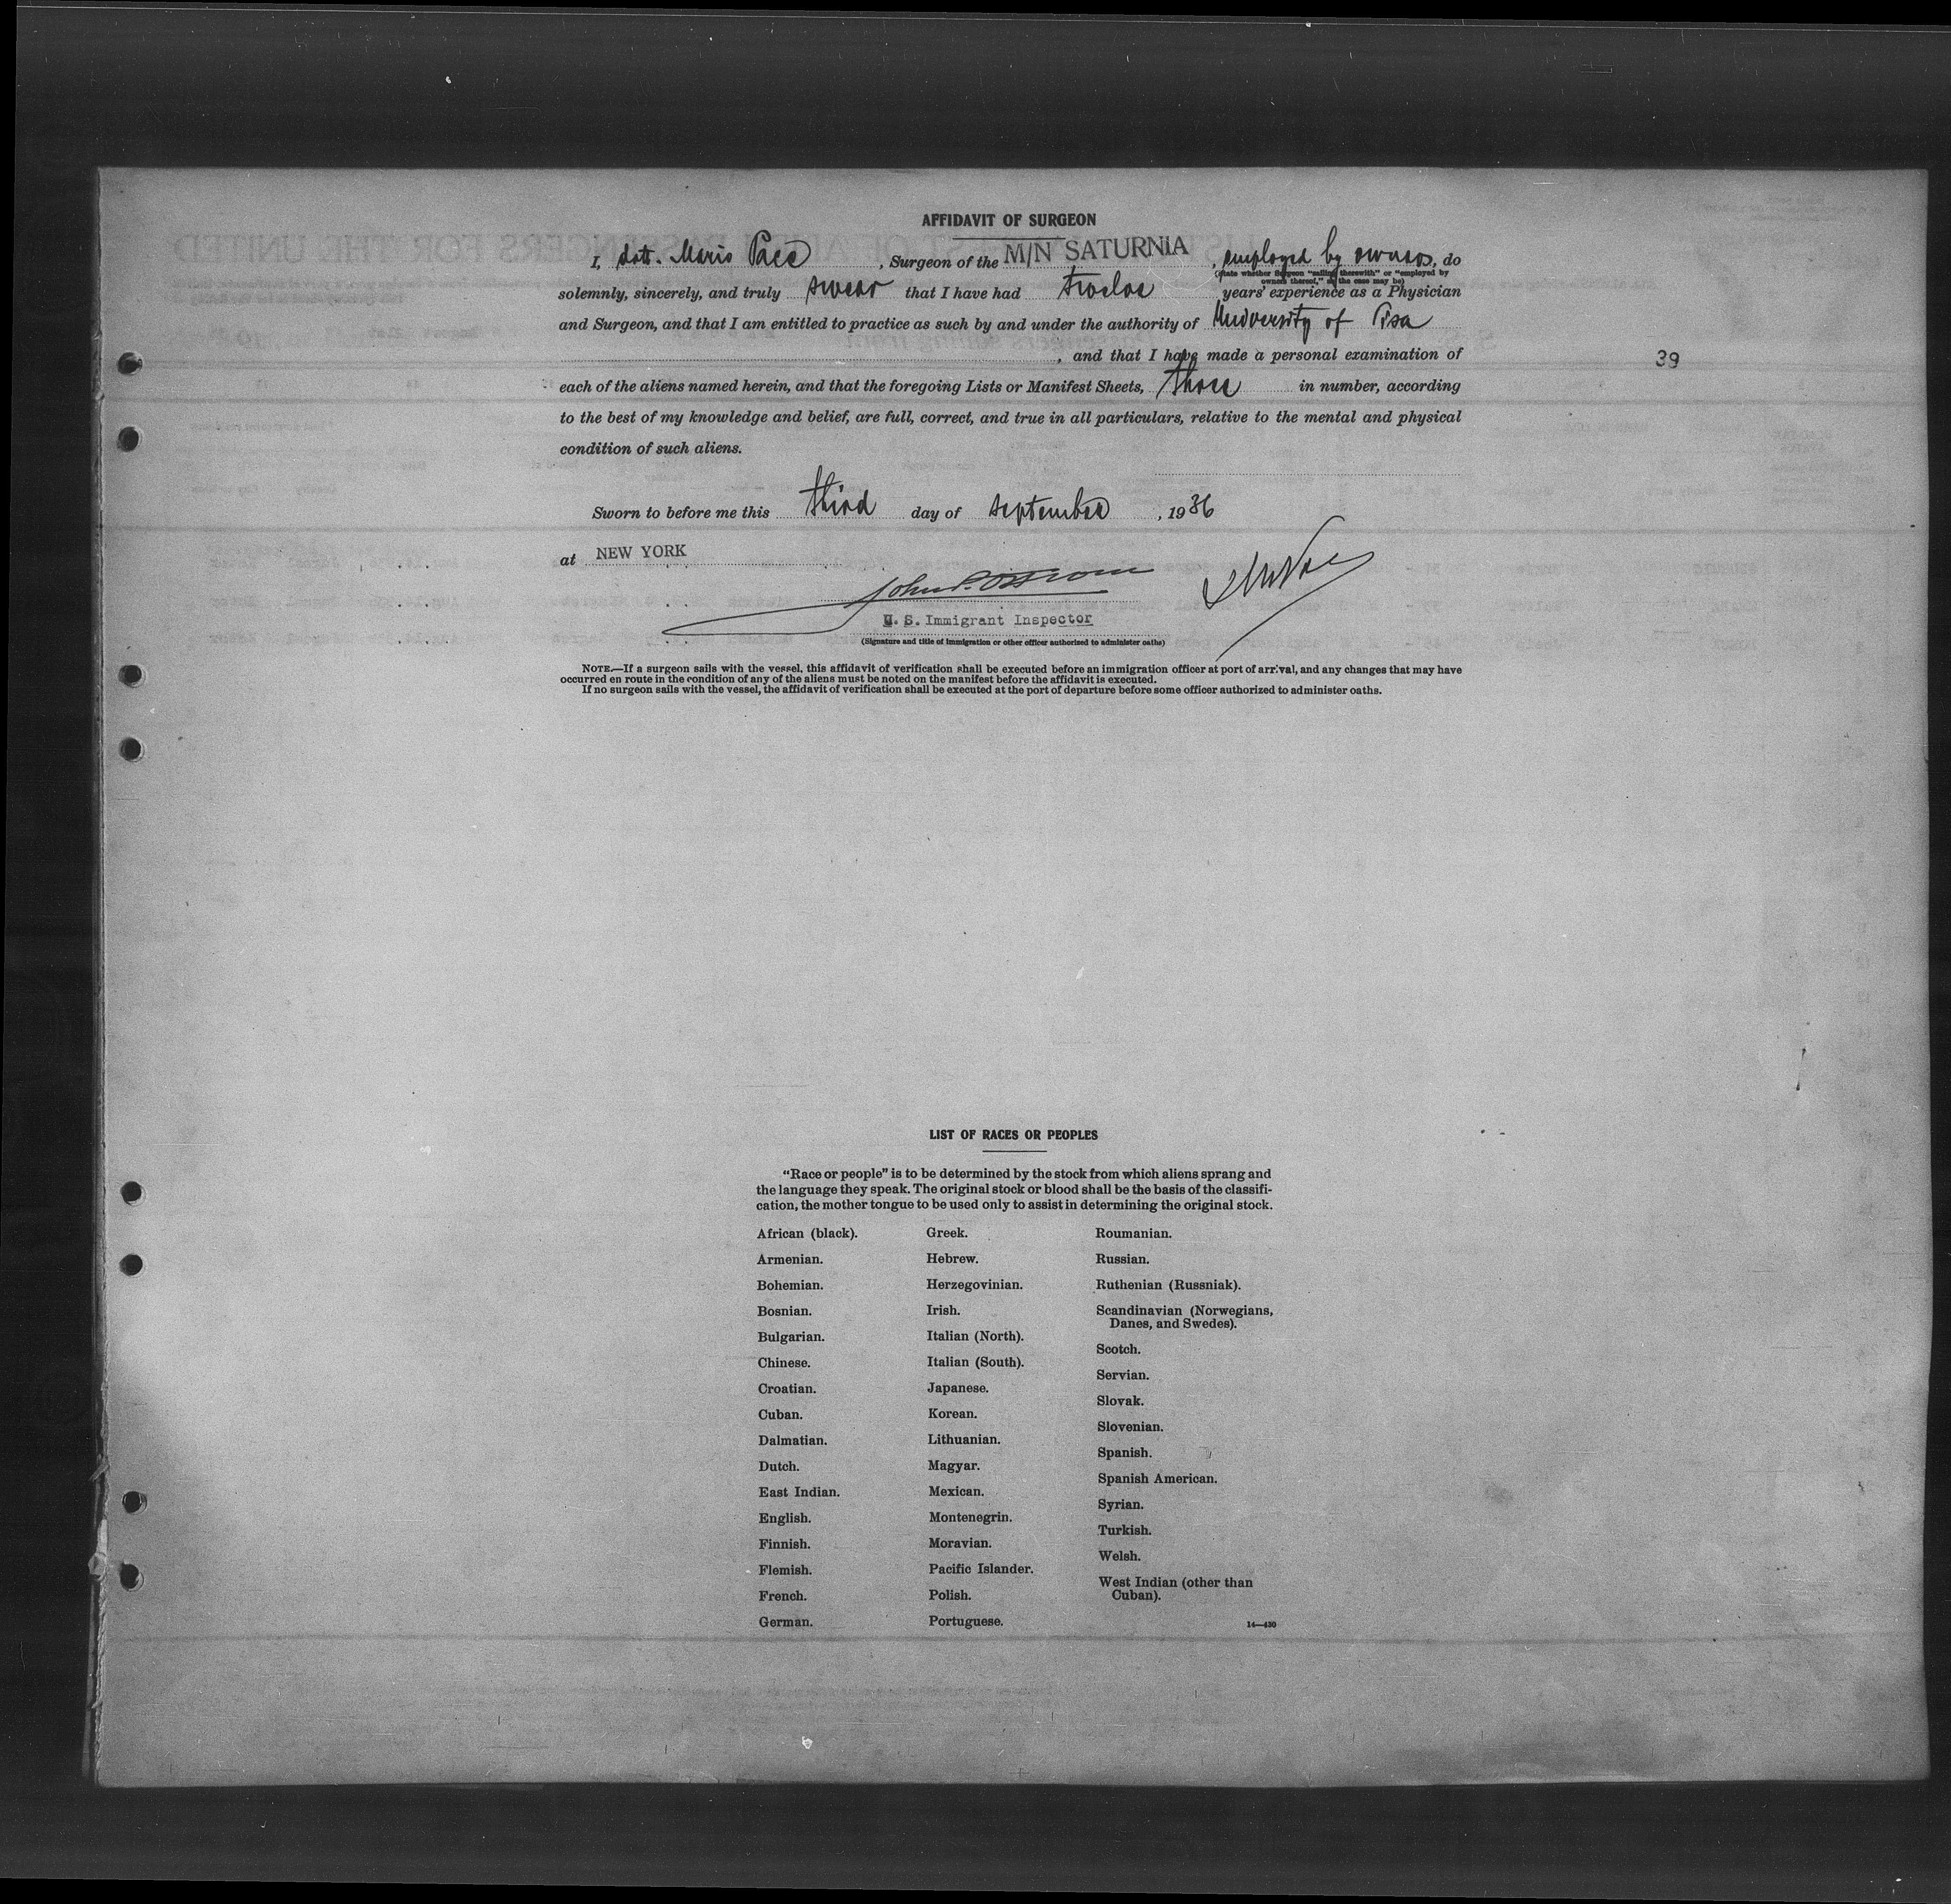 AFFIDAVIT OF SURGEON
I, dott. Mario Pace, Surgeon of the M/N SATURNIA, employed by owners, do
(State whether Surgeon "sailing therewith" or "employed by
owners thereof," as the case may be)
solemnly, sincerely, and truly swear that I have had twelve years' experience as a Physician
and Surgeon, and that I am entitled to practice as such by and under the authority of University of Pisa
, and that I have made a personal examination of
39
each of the aliens named herein, and that the foregoing Lists or Manifest Sheets, three in number, according
to the best of my knowledge and belief, are full, correct, and true in all particulars, relative to the mental and physical
condition of such aliens.
Sworn to before me this third day of september, 1936
at NEW YORK
U. S. Immigrant Inspector
(Signature and title of immigration or other officer authorized to administer oaths)
NOTE.—If a surgeon sails with the vessel, this affidavit of verification shall be executed before an immigration officer at port of arrival, and any changes that may have
occurred en route in the condition of any of the aliens must be noted on the manifest before the affidavit is executed.
If no surgeon sails with the vessel, the affidavit of verification shall be executed at the port of departure before some officer authorized to administer oaths.
LIST OF RACES OR PEOPLES
"Race or people" is to be determined by the stock from which aliens sprang and
the language they speak. The original stock or blood shall be the basis of the classifi-
cation, the mother tongue to be used only to assist in determining the original stock.
African (black).
Armenian.
Bohemian.
Bosnian.
Bulgarian.
Chinese.
Croatian.
Cuban.
Dalmatian.
Dutch.
East Indian.
English.
Finnish.
Flemish.
French.
German.
Greek.
Hebrew.
Herzegovinian.
Irish.
Italian (North).
Italian (South).
Japanese.
Korean.
Lithuanian.
Magyar.
Mexican.
Montenegrin.
Moravian.
Pacific Islander.
Polish.
Portuguese.
Roumanian.
Russian.
Ruthenian (Russniak).
Scandinavian (Norwegians,
Danes, and Swedes).
Scotch.
Servian.
Slovak.
Slovenian.
Spanish.
Spanish American.
Syrian.
Turkish.
Welsh.
West Indian (other than
Cuban).
14—430